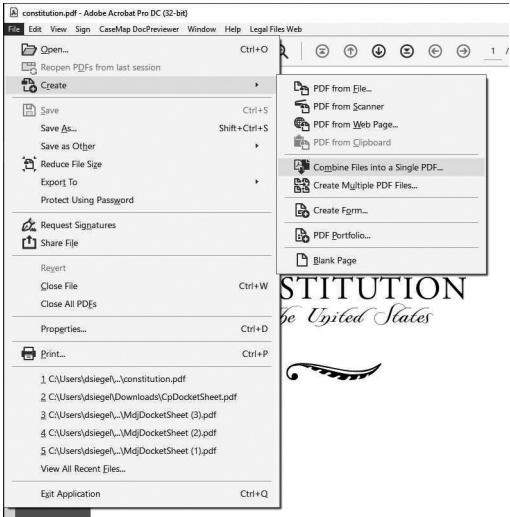 constitution.pdf - Adobe Acrobat Pro DC (32-bit)
File Edit View Sign CaseMap DocPreviewer Window Help Legal Files Web
Open... Ctrl+O
Reopen PDFs from last session
Create
Save Ctrl+S
Save As... Shift+Ctrl+S
Save as Other
Reduce File Size
Export To
Protect Using Password
Request Signatures
Share File
Revert
Close File Ctrl+W
Close All PDFs
Properties... Ctrl+D
Print... Ctrl+P
1 C:\Users\dsiegel\...\constitution.pdf
2 C:\Users\dsiegel\Downloads\CpDocketSheet.pdf
3 C:\Users\dsiegel\...\MdjDocketSheet (3).pdf
4 C:\Users\dsiegel\...\MdjDocketSheet (2).pdf
5 C:\Users\dsiegel\...\MdjDocketSheet (1).pdf
View All Recent Files...
Exit Application Ctrl+Q
1 /
PDF from File...
PDF from Scanner
PDF from Web Page...
PDF from Clipboard
Combine Files into a Single PDF...
Create Multiple PDF Files...
Create Form...
PDF Portfolio...
Blank Page
STITUTION
he United States